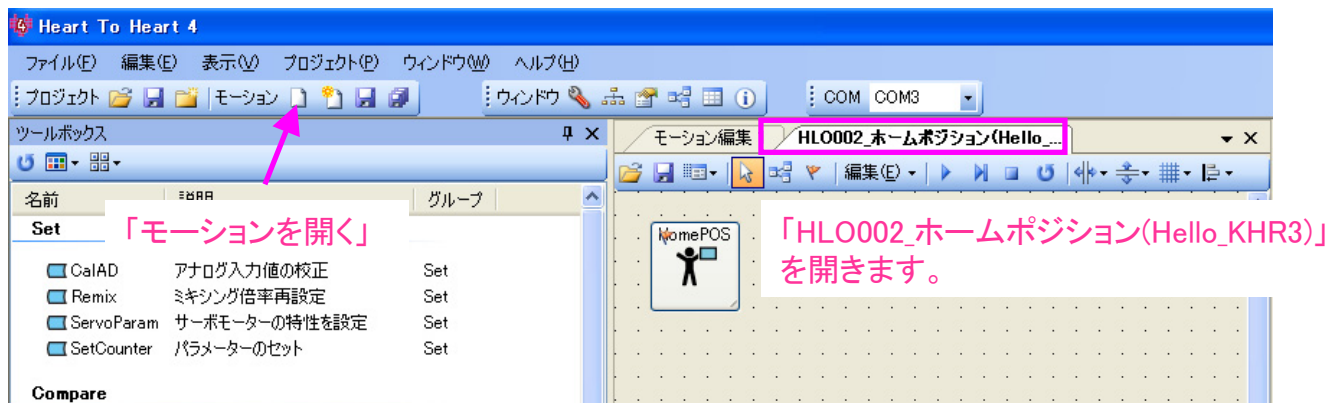 Heart To Heart 4
ファイル(F) 編集(E) 表示(V) プロジェクト(P) ウィンドウ(W) ヘルプ(H)
プロジェクト モーション ウィンドウ COM COM3
ツールボックス
モーション編集 HLO002_ホームポジション(Hello_...
編集(E)
名前 説明 グループ
Set
「モーションを開く」
CalAD アナログ入力値の校正 Set
Remix ミキシング倍率再設定 Set
ServoParam サーボモーターの特性を設定 Set
SetCounter パラメーターのセット Set
Compare
HomePOS
「HLO002_ホームポジション(Hello_KHR3)」
を開きます。